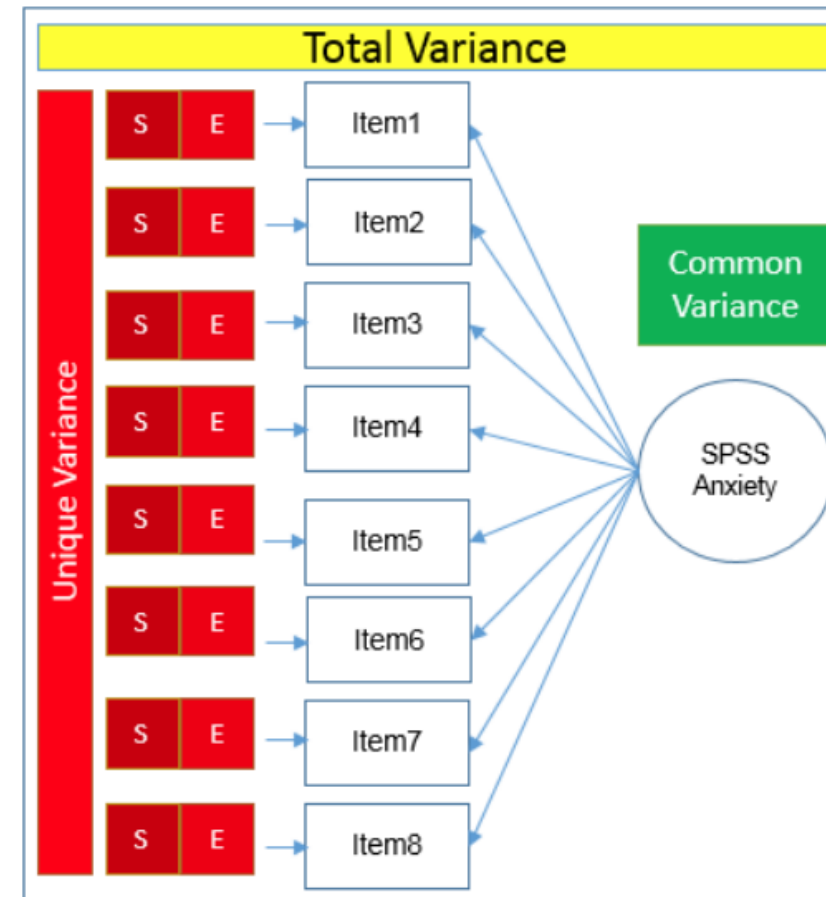 Total Variance
Unique Variance
S E Item1
S E Item2
Common
Variance
S E Item3
S E Item4
SPSS
Anxiety
S E Item5
S E Item6
S E Item7
S E Item8